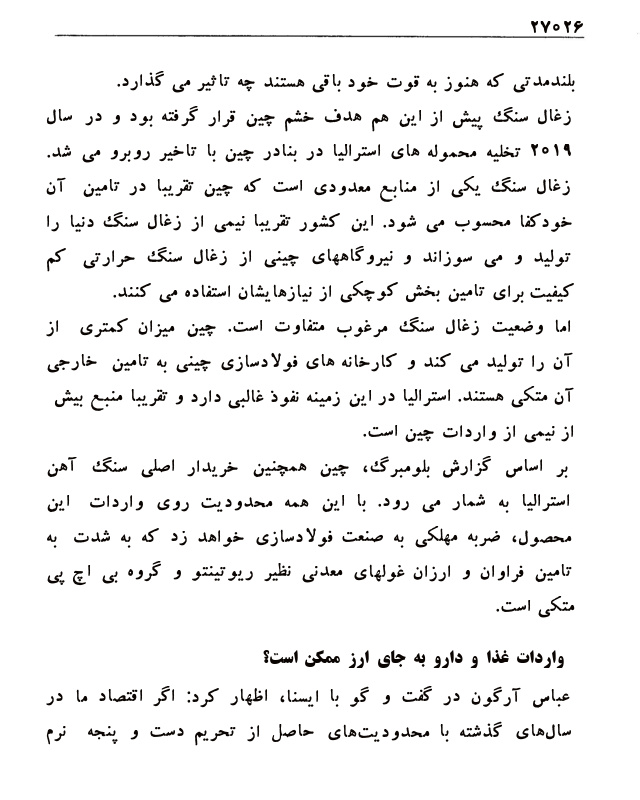 ۲۷۰۲۶
بلندمدتی که هنوز به قوت خود باقی هستند چه تاثیر می گذارد.
زغال سنگ پیش از این هم هدف خشم چین قرار گرفته بود و در سال
۲۰۱۹ تخلیه محموله های استرالیا در بنادر چین با تاخیر روبرو می شد.
زغال سنگ یکی از منابع معدودی است که چین تقریبا در تامین آن
خودکفا محسوب می شود. این کشور تقریبا نیمی از زغال سنگ دنیا را
تولید و می سوزاند و نیروگاههای چینی از زغال سنگ حرارتی کم
کیفیت برای تامین بخش کوچکی از نیازهایشان استفاده می کنند.
اما وضعیت زغال سنگ مرغوب متفاوت است. چین میزان کمتری از
آن را تولید می کند و کارخانه های فولادسازی چینی به تامین خارجی
آن متکی هستند. استرالیا در این زمینه نفوذ غالبی دارد و تقریبا منبع بیش
از نیمی از واردات چین است.
بر اساس گزارش بلومبرگ، چین همچنین خریدار اصلی سنگ آهن
استرالیا به شمار می رود. با این همه محدودیت روی واردات این
محصول، ضربه مهلکی به صنعت فولادسازی خواهد زد که به شدت به
تامین فراوان و ارزان غولهای معدنی نظیر ریوتینتو و گروه بی اچ پی
متکی است.
واردات غذا و دارو به جای ارز ممکن است؟
عباس آرگون در گفت و گو با ایسنا، اظهار کرد: اگر اقتصاد ما در
سال‌های گذشته با محدودیت‌های حاصل از تحریم دست و پنجه نرم